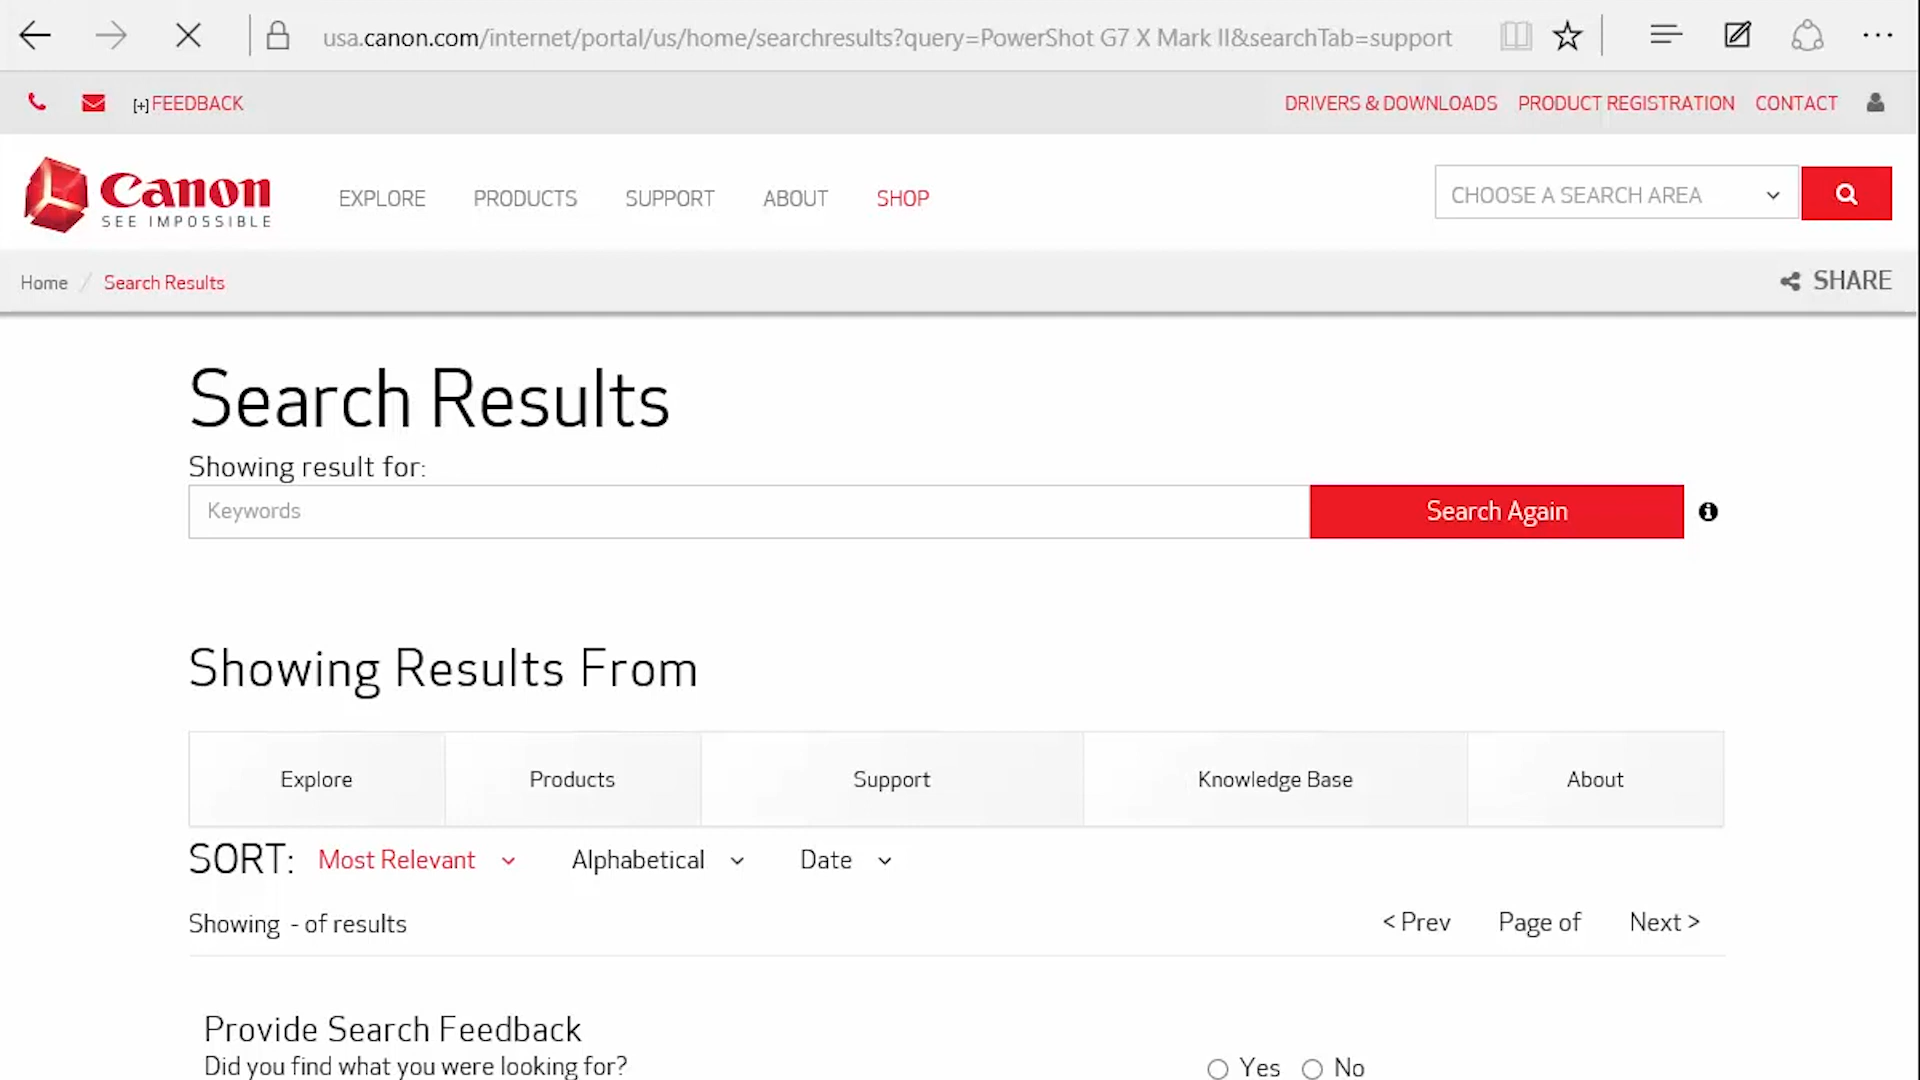 usa.canon.com/internet/portal/us/home/searchresults?query=PowerShot G7 X Mark II&searchTab=support
[+] FEEDBACK
DRIVERS & DOWNLOADS PRODUCT REGISTRATION CONTACT
Canon
SEE IMPOSSIBLE
EXPLORE PRODUCTS SUPPORT ABOUT SHOP
CHOOSE A SEARCH AREA
Home / Search Results
SHARE
Search Results
Showing result for:
Keywords
Search Again
Showing Results From
Explore Products Support Knowledge Base About
SORT: Most Relevant Alphabetical Date
Showing - of results
< Prev Page of Next >
Provide Search Feedback
Did you find what you were looking for?
Yes No